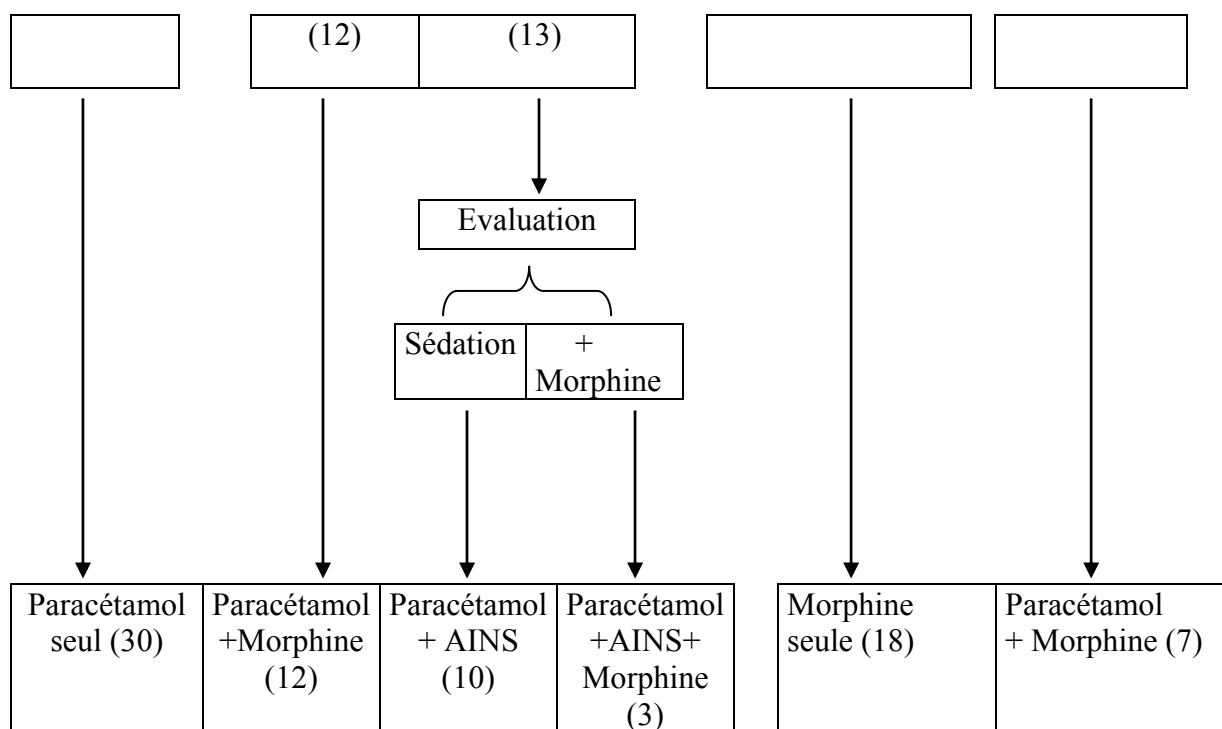 (12)
(13)
Evaluation
Sédation
+
Morphine
Paracétamol
seul (30)
Paracétamol
+Morphine
(12)
Paracétamol
+ AINS
(10)
Paracétamol
+AINS+
Morphine
(3)
Morphine
seule (18)
Paracétamol
+ Morphine (7)